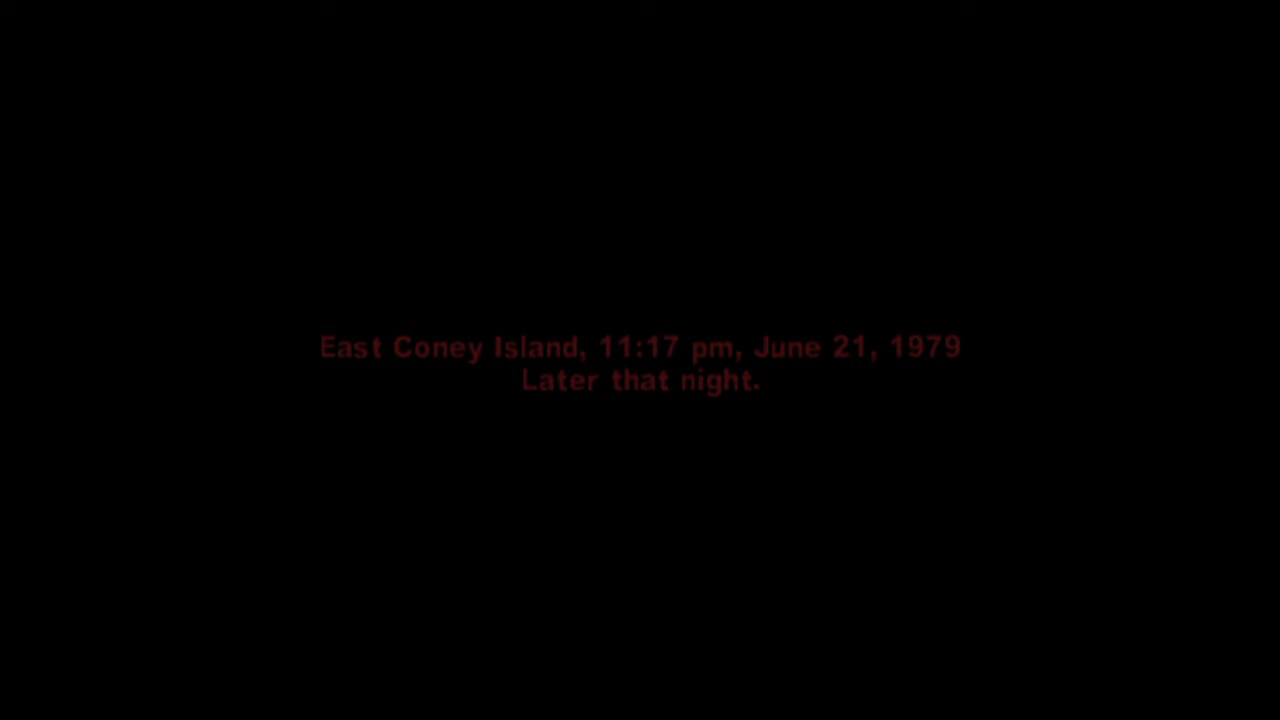 East Coney Island, 11:17 pm, June 21, 1979
Later that night.